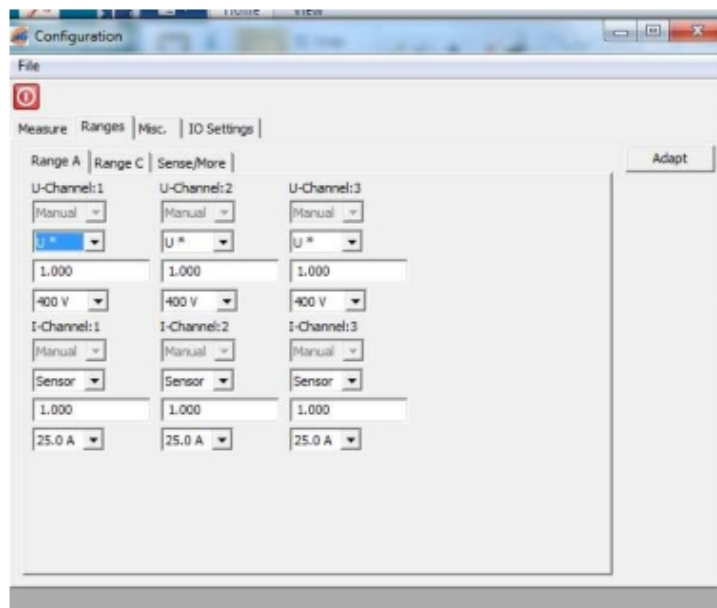 Home View
Configuration
File
Measure Ranges Misc. IO Settings
Range A Range C Sense/More Adapt
U-Channel:1 U-Channel:2 U-Channel:3
Manual Manual Manual
U * U * U *
1.000 1.000 1.000
400 V 400 V 400 V
I-Channel:1 I-Channel:2 I-Channel:3
Manual Manual Manual
Sensor Sensor Sensor
1.000 1.000 1.000
25.0 A 25.0 A 25.0 A